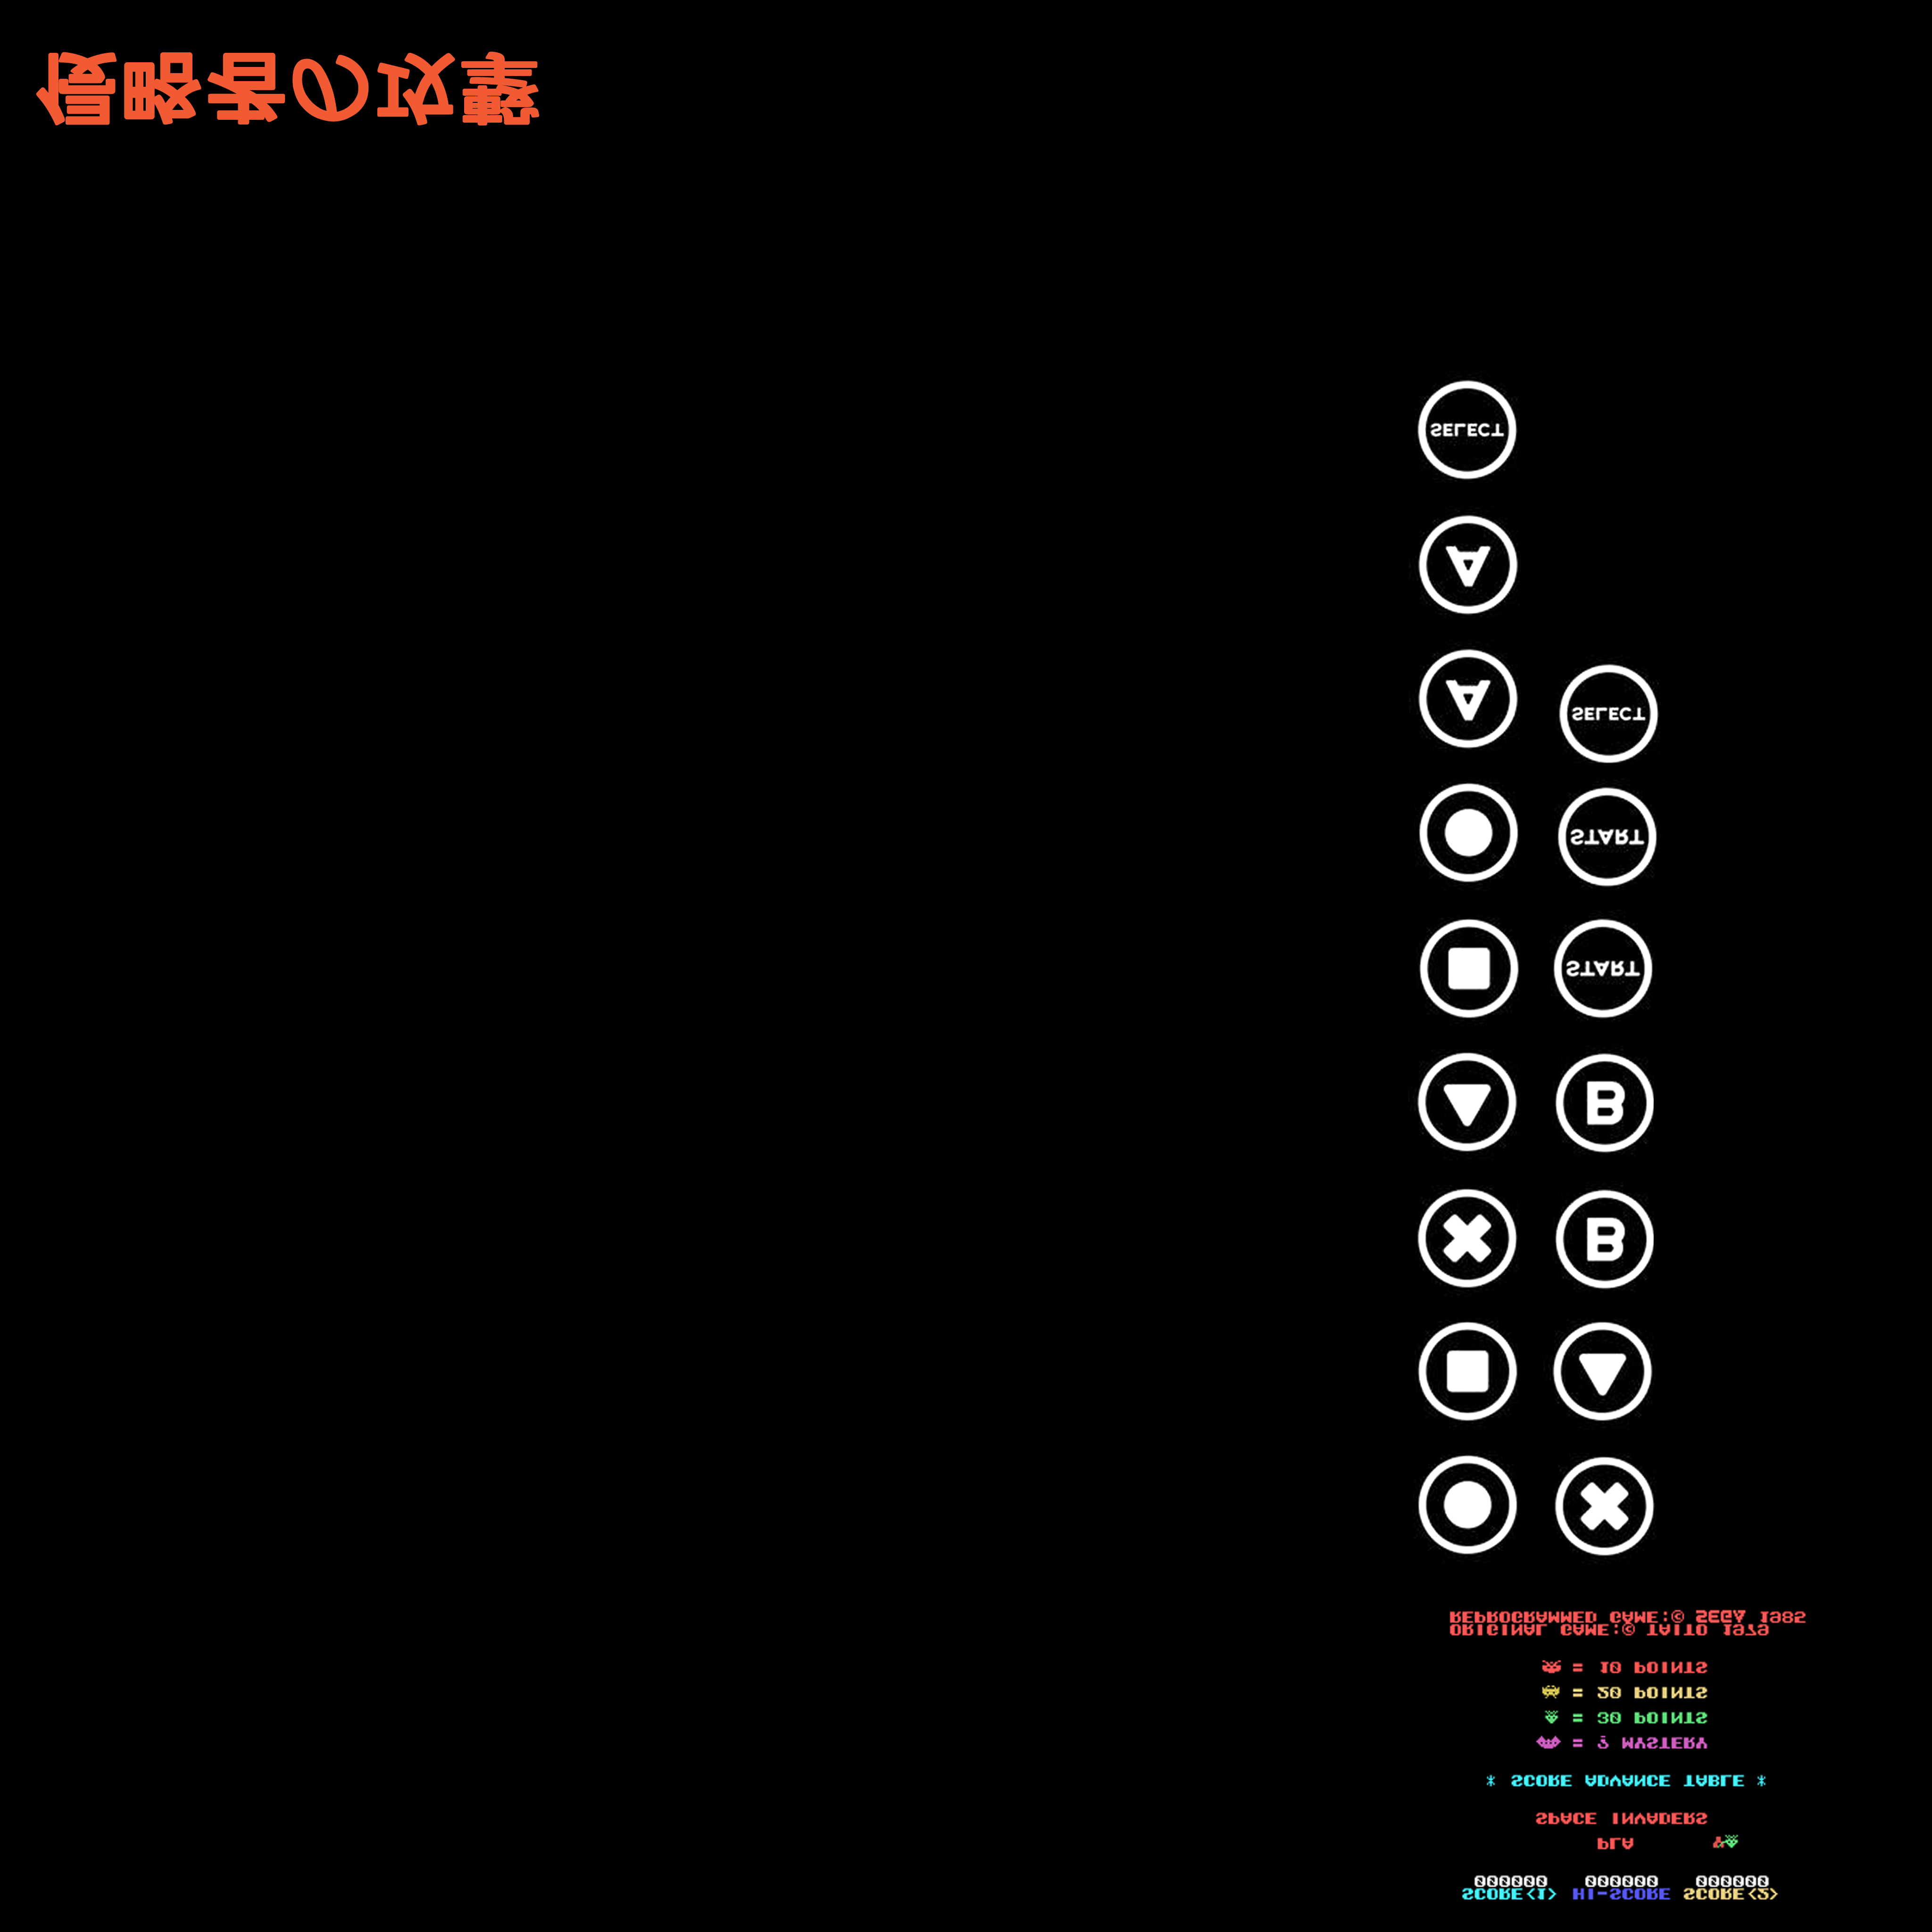 SCORE<1> HI-SCORE SCORE<2>
000000 000000 000000
PLA
SPACE INVADERS
* SCORE ADVANCE TABLE *
= ? MYSTERY
= 30 POINTS
= 20 POINTS
= 10 POINTS
ORIGINAL GAME:© TAITO 1979
REPROGRAMMED GAME:© SEGA 1985
B
B
START
START
SELECT
A
A
SELECT
侵略者の攻撃